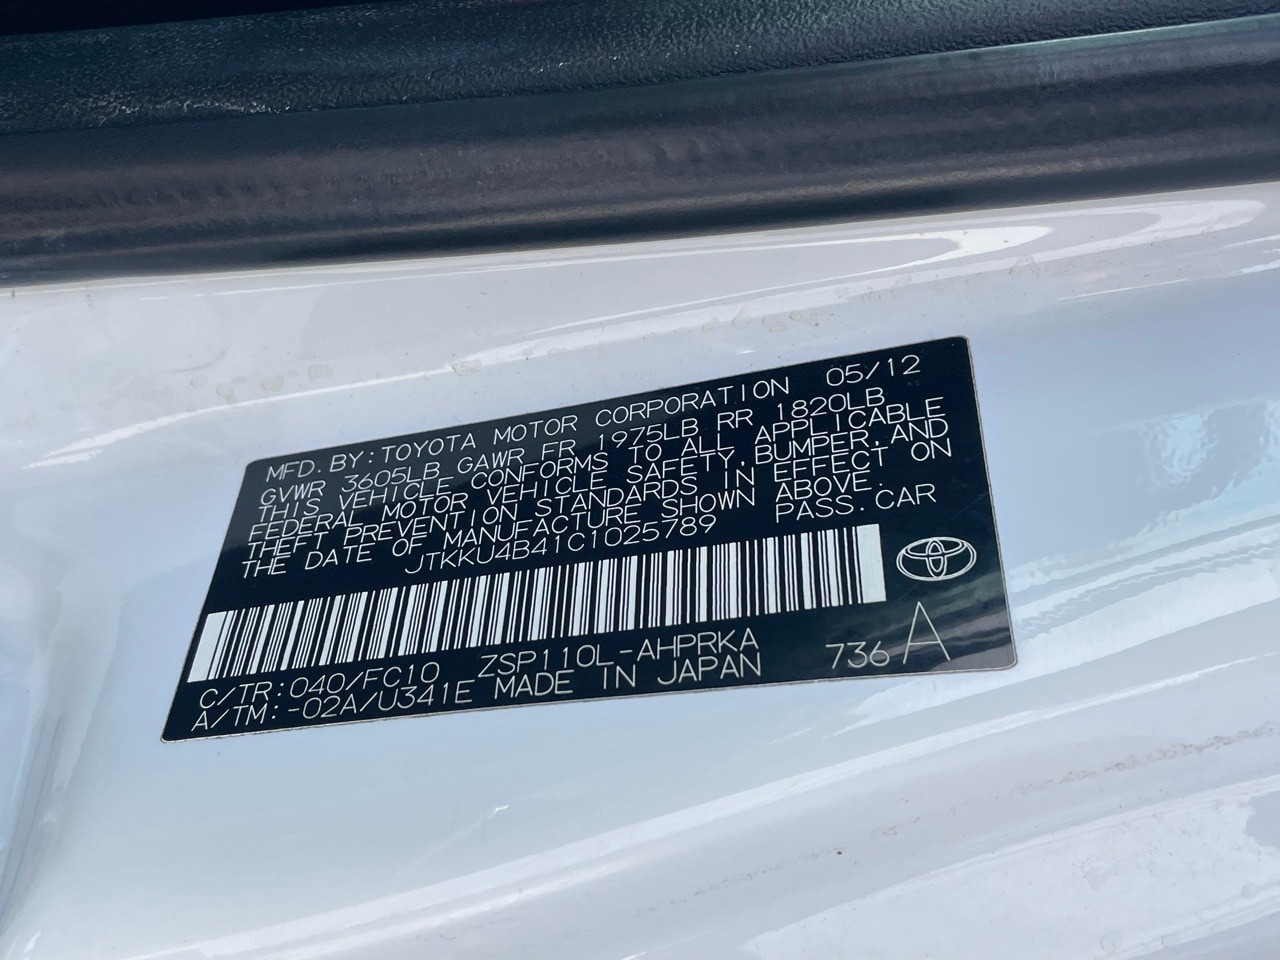 MFD. BY: TOYOTA MOTOR CORPORATION 05/12
GVWR 3605LB GAWR FR 1975LB RR 1820LB
THIS VEHICLE CONFORMS TO ALL APPLICABLE
FEDERAL MOTOR VEHICLE SAFETY, BUMPER, AND
THEFT PREVENTION STANDARDS IN EFFECT ON
THE DATE OF MANUFACTURE SHOWN ABOVE.
JTKKU4B41C1025789 PASS. CAR
C/TR: 040/FC10 ZSP110L-AHPRKA
A/TM: -02A/U341E MADE IN JAPAN 736 A